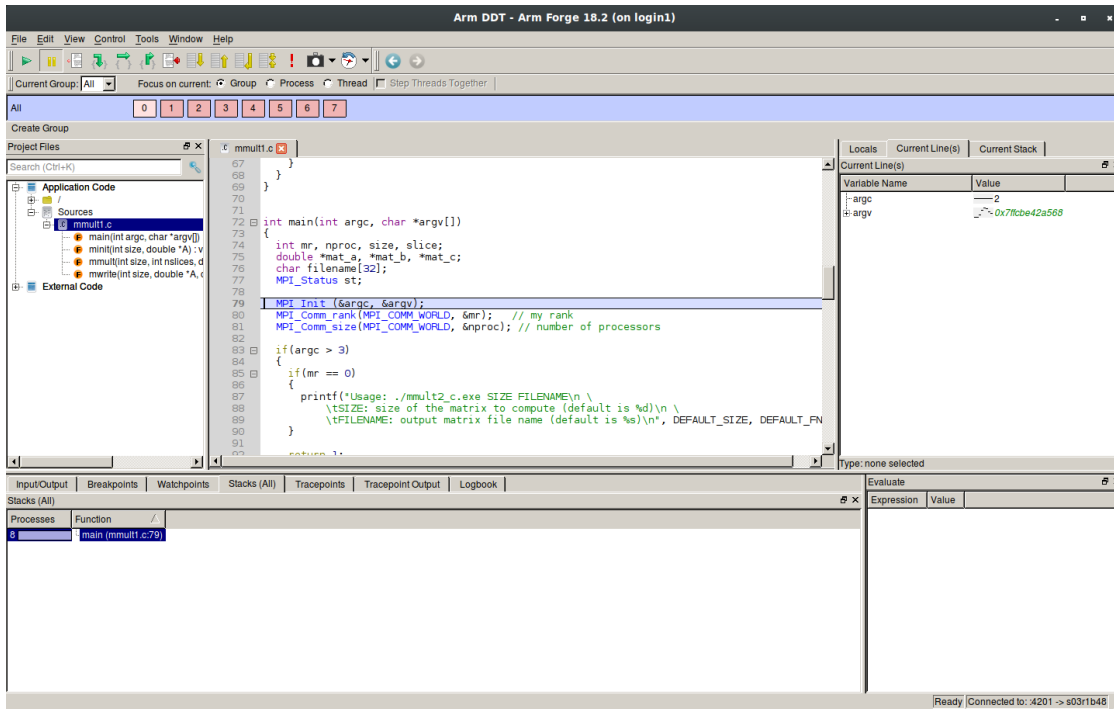 Arm DDT - Arm Forge 18.2 (on login1)
File Edit View Control Tools Window Help
Current Group: All Focus on current: Group Process Thread Step Threads Together
All 0 1 2 3 4 5 6 7
Create Group
Project Files
Search (Ctrl+K)
Application Code
/
Sources
mmult1.c
main(int argc, char *argv[])
minit(int size, double *A) : v
mmult(int size, int nslices, d
mwrite(int size, double *A, c
External Code
mmult1.c
67 }
68 }
69 }
70
71
72 int main(int argc, char *argv[])
73 {
74 int mr, nproc, size, slice;
75 double *mat_a, *mat_b, *mat_c;
76 char filename[32];
77 MPI_Status st;
78
79 MPI_Init (&argc, &argv);
80 MPI_Comm_rank(MPI_COMM_WORLD, &mr); // my rank
81 MPI_Comm_size(MPI_COMM_WORLD, &nproc); // number of processors
82
83 if(argc > 3)
84 {
85 if(mr == 0)
86 {
87 printf("Usage: ./mmult2_c.exe SIZE FILENAME\n \
88 \tSIZE: size of the matrix to compute (default is %d)\n \
89 \tFILENAME: output matrix file name (default is %s)\n", DEFAULT_SIZE, DEFAULT_FN
90 }
91
92 return 1;
Locals Current Line(s) Current Stack
Current Line(s)
Variable Name Value
argc 2
argv 0x7ffcbe42a568
Type: none selected
Input/Output Breakpoints Watchpoints Stacks (All) Tracepoints Tracepoint Output Logbook
Stacks (All)
Processes Function
8 main (mmult1.c:79)
Evaluate
Expression Value
Ready Connected to: :4201 -> s03r1b48